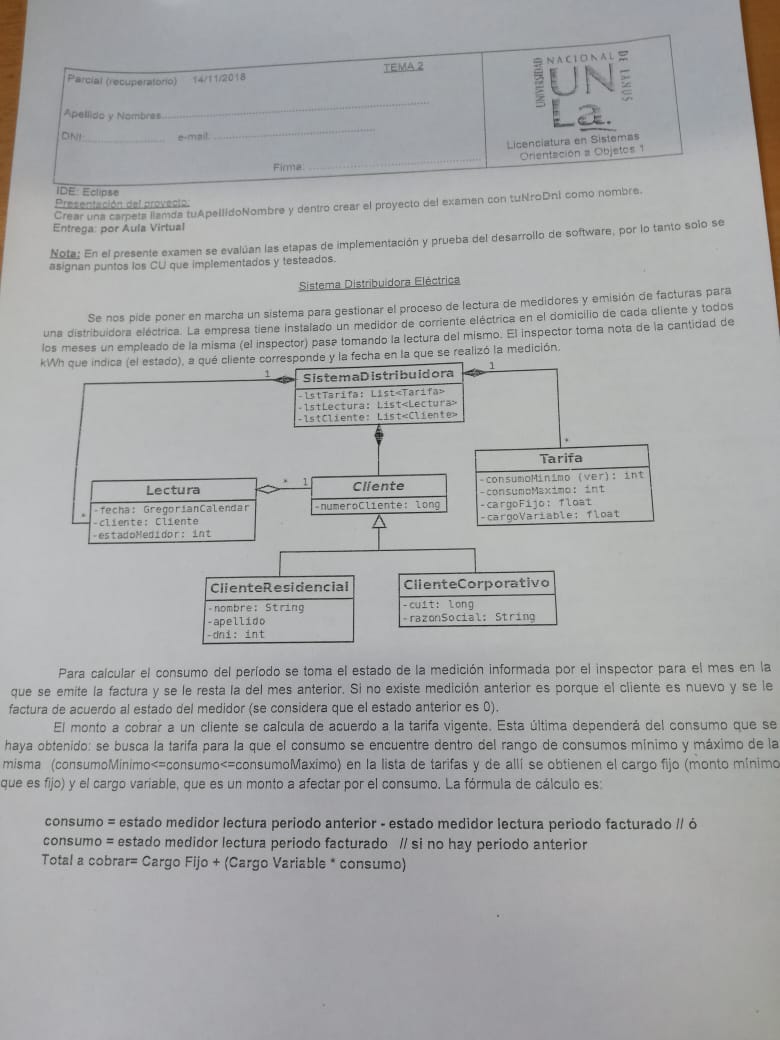 Parcial (recuperatorio) 14/11/2018
TEMA 2
Apellido y Nombres
DNI:
e-mail:
Firma:
UNIVERSIDAD NACIONAL DE LANUS
UN
La.
Licenciatura en Sistemas
Orientación a Objetos 1
IDE: Eclipse
Presentación del proyecto:
Crear una carpeta llamda tuApellidoNombre y dentro crear el proyecto del examen con tuNroDni como nombre.
Entrega: por Aula Virtual
Nota: En el presente examen se evalúan las etapas de implementación y prueba del desarrollo de software, por lo tanto solo se
asignan puntos los CU que implementados y testeados.
Sistema Distribuidora Eléctrica
Se nos pide poner en marcha un sistema para gestionar el proceso de lectura de medidores y emisión de facturas para
una distribuidora eléctrica. La empresa tiene instalado un medidor de corriente eléctrica en el domicilio de cada cliente y todos
los meses un empleado de la misma (el inspector) pase tomando la lectura del mismo. El inspector toma nota de la cantidad de
kWh que indica (el estado), a qué cliente corresponde y la fecha en la que se realizó la medición.
1
SistemaDistribuidora
1
-lstTarifa: List<Tarifa>
-lstLectura: List<Lectura>
-lstCliente: List<Cliente>
*
Tarifa
-consumoMinimo (ver): int
-consumoMaximo: int
-cargoFijo: float
-cargoVariable: float
Lectura
* 1
Cliente
-numeroCliente: long
*
-fecha: GregorianCalendar
-cliente: Cliente
-estadoMedidor: int
ClienteResidencial
-nombre: String
-apellido
-dni: int
ClienteCorporativo
-cuit: long
-razonSocial: String
Para calcular el consumo del período se toma el estado de la medición informada por el inspector para el mes en la
que se emite la factura y se le resta la del mes anterior. Si no existe medición anterior es porque el cliente es nuevo y se le
factura de acuerdo al estado del medidor (se considera que el estado anterior es 0).
El monto a cobrar a un cliente se calcula de acuerdo a la tarifa vigente. Esta última dependerá del consumo que se
haya obtenido: se busca la tarifa para la que el consumo se encuentre dentro del rango de consumos mínimo y máximo de la
misma (consumoMinimo<=consumo<=consumoMaximo) en la lista de tarifas y de allí se obtienen el cargo fijo (monto mínimo
que es fijo) y el cargo variable, que es un monto a afectar por el consumo. La fórmula de cálculo es:
consumo = estado medidor lectura periodo anterior - estado medidor lectura periodo facturado // ó
consumo = estado medidor lectura periodo facturado // si no hay periodo anterior
Total a cobrar= Cargo Fijo + (Cargo Variable * consumo)